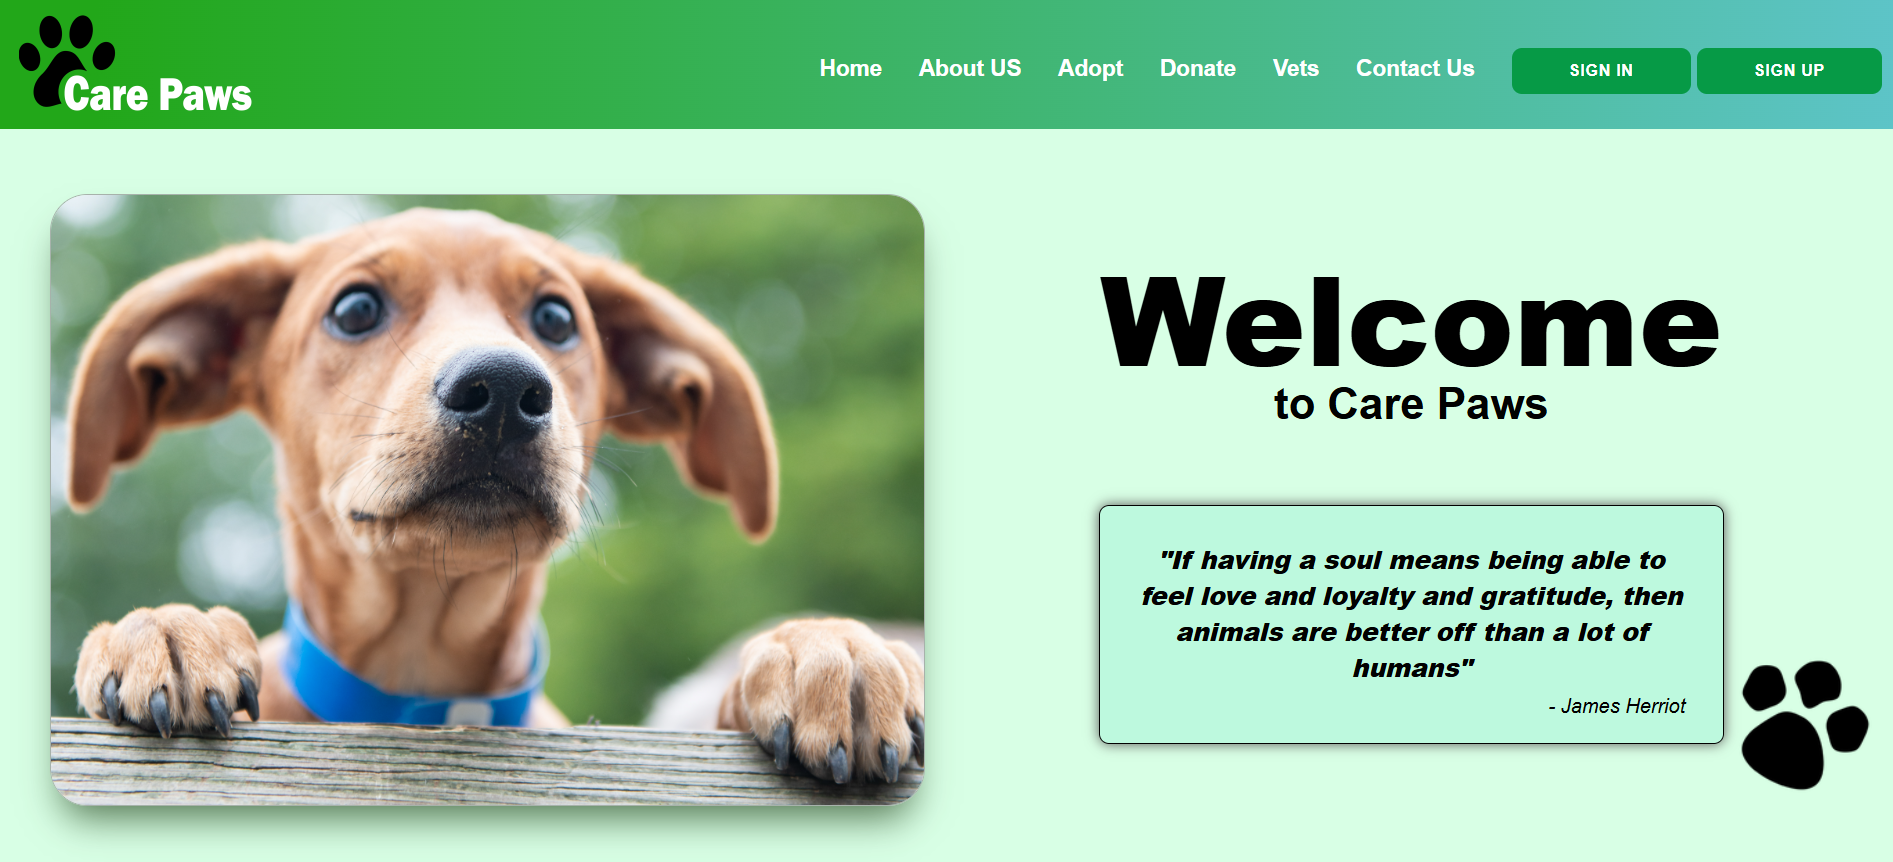 Care Paws
Home About US Adopt Donate Vets Contact Us SIGN IN SIGN UP
Welcome
to Care Paws
"If having a soul means being able to
feel love and loyalty and gratitude, then
animals are better off than a lot of
humans"
- James Herriot